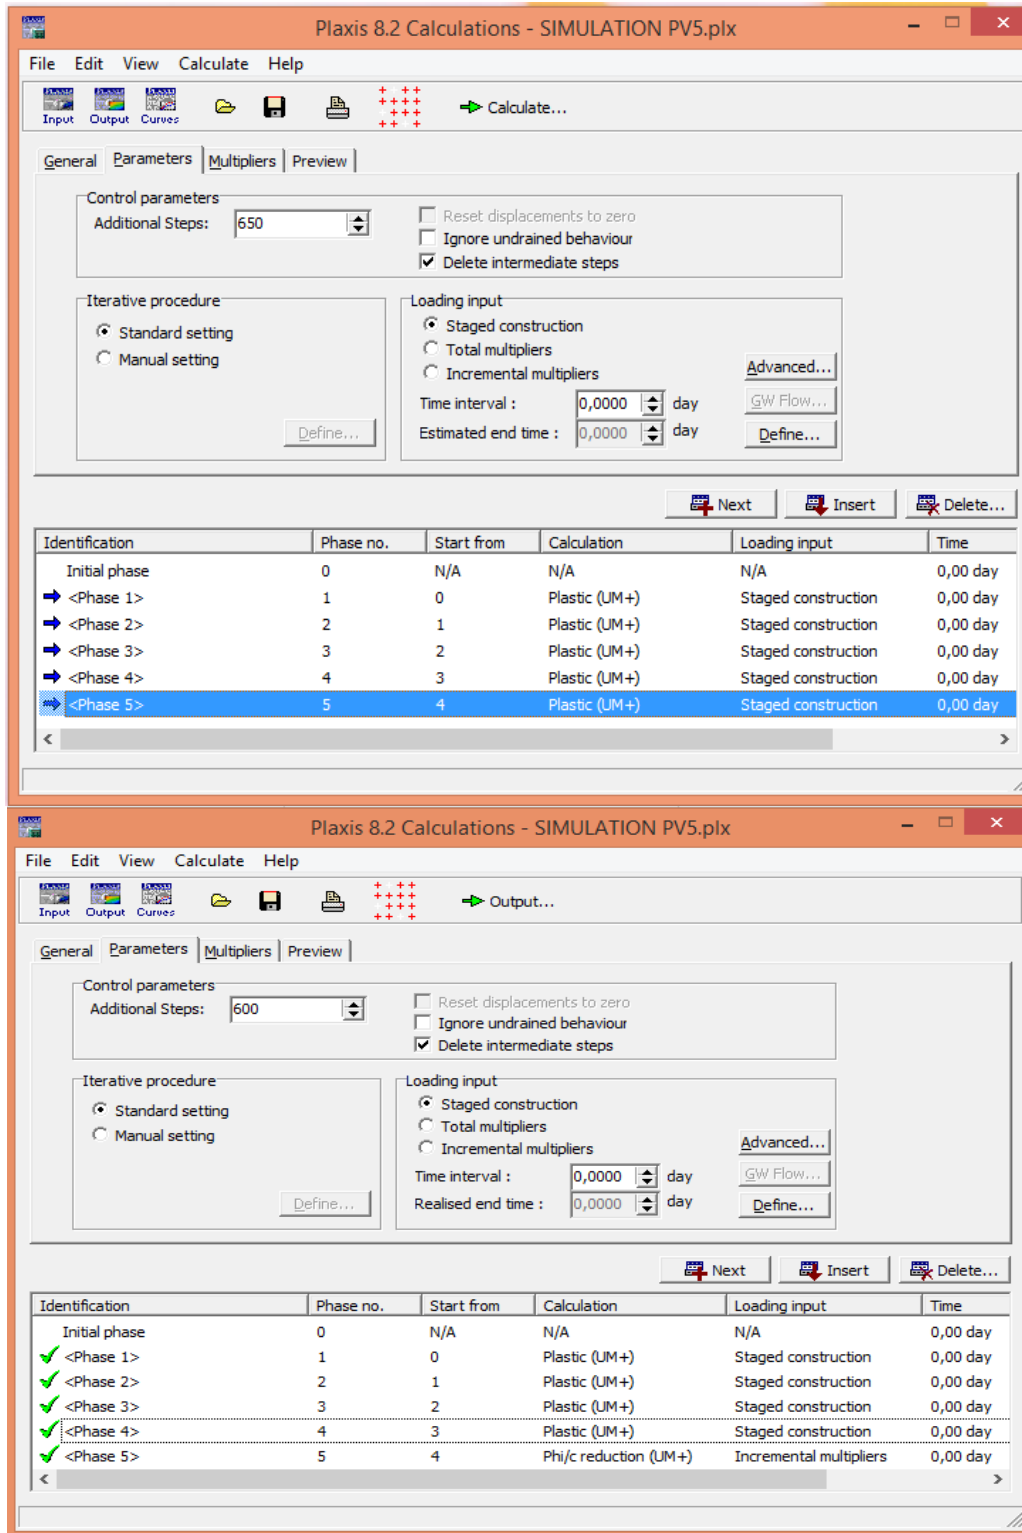 Plaxis 8.2 Calculations - SIMULATION PV5.plx
File Edit View Calculate Help
Input Output Curves Calculate...
General Parameters Multipliers Preview
Control parameters
Additional Steps: 650 Reset displacements to zero
Ignore undrained behaviour
Delete intermediate steps
Iterative procedure Loading input
Standard setting Staged construction
Manual setting Total multipliers
Incremental multipliers Advanced...
Time interval : 0,0000 day GW Flow...
Define... Estimated end time : 0,0000 day Define...
Next Insert Delete...
Identification Phase no. Start from Calculation Loading input Time
Initial phase 0 N/A N/A N/A 0,00 day
<Phase 1> 1 0 Plastic (UM+) Staged construction 0,00 day
<Phase 2> 2 1 Plastic (UM+) Staged construction 0,00 day
<Phase 3> 3 2 Plastic (UM+) Staged construction 0,00 day
<Phase 4> 4 3 Plastic (UM+) Staged construction 0,00 day
<Phase 5> 5 4 Plastic (UM+) Staged construction 0,00 day
Plaxis 8.2 Calculations - SIMULATION PV5.plx
File Edit View Calculate Help
Input Output Curves Output...
General Parameters Multipliers Preview
Control parameters
Additional Steps: 600 Reset displacements to zero
Ignore undrained behaviour
Delete intermediate steps
Iterative procedure Loading input
Standard setting Staged construction
Manual setting Total multipliers
Incremental multipliers Advanced...
Time interval : 0,0000 day GW Flow...
Define... Realised end time : 0,0000 day Define...
Next Insert Delete...
Identification Phase no. Start from Calculation Loading input Time
Initial phase 0 N/A N/A N/A 0,00 day
<Phase 1> 1 0 Plastic (UM+) Staged construction 0,00 day
<Phase 2> 2 1 Plastic (UM+) Staged construction 0,00 day
<Phase 3> 3 2 Plastic (UM+) Staged construction 0,00 day
<Phase 4> 4 3 Plastic (UM+) Staged construction 0,00 day
<Phase 5> 5 4 Phi/c reduction (UM+) Incremental multipliers 0,00 day